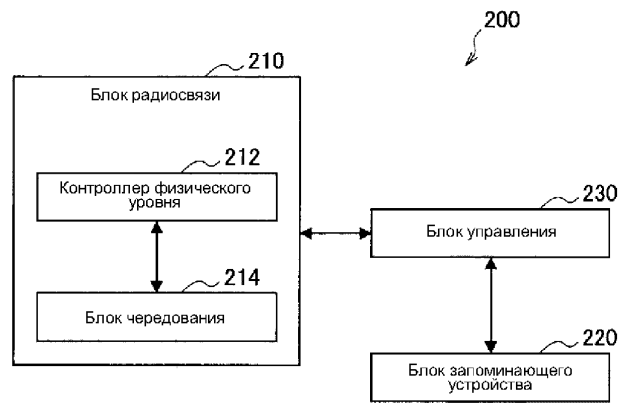 200
210
Блок радиосвязи
212
Контроллер физического
уровня
230
Блок управления
214
Блок чередования
220
Блок запоминающего
устройства